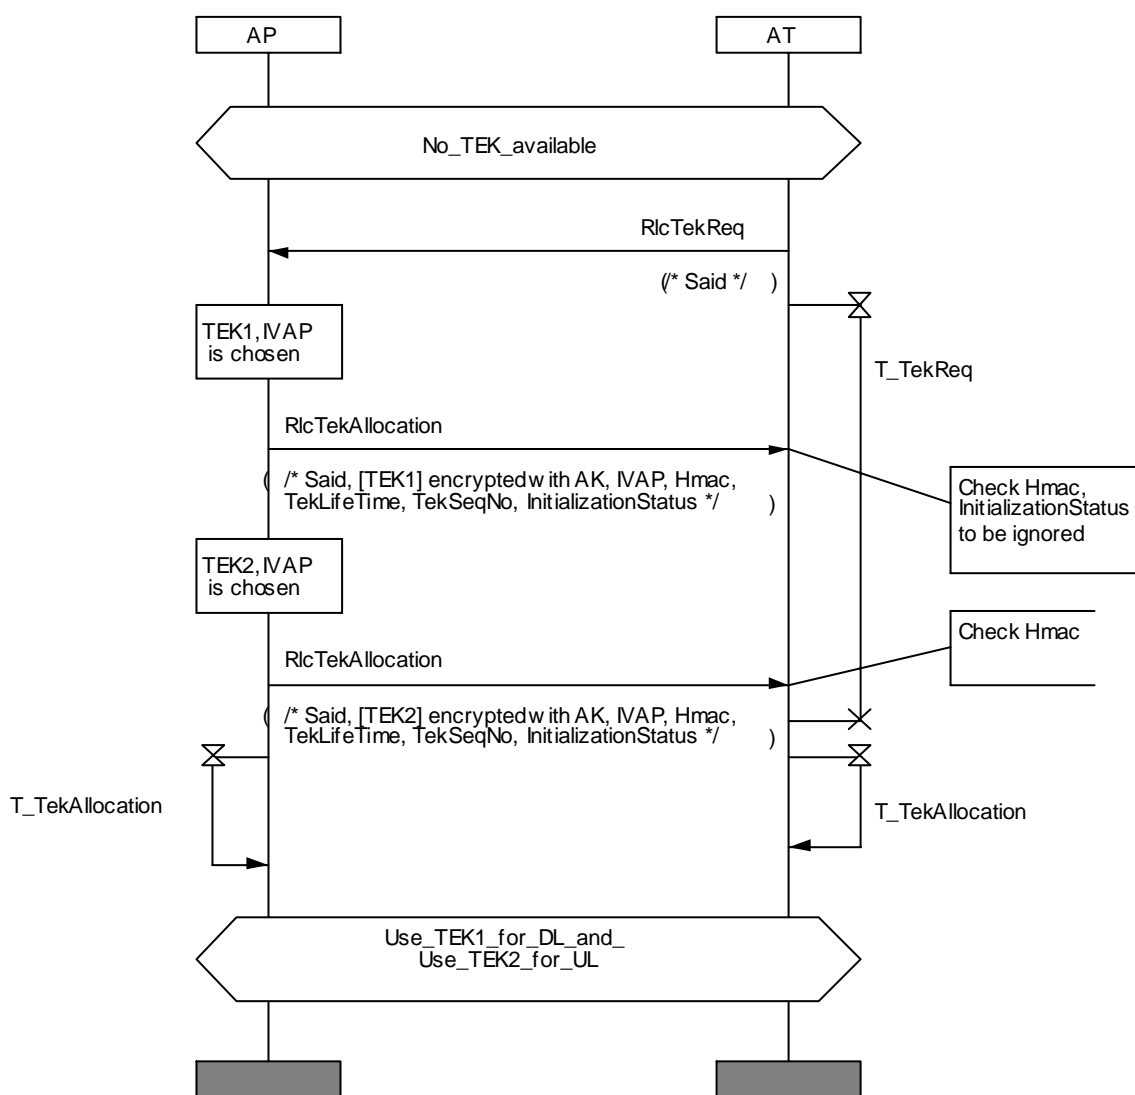 AP
AT
No_TEK_available
RlcTekReq
(/* Said */ )
TEK1, IVAP
is chosen
T_TekReq
RlcTekAllocation
( /* Said, [TEK1] encrypted with AK, IVAP, Hmac,
TekLifeTime, TekSeqNo, InitializationStatus */ )
Check Hmac,
InitializationStatus
to be ignored
TEK2, IVAP
is chosen
Check Hmac
RlcTekAllocation
( /* Said, [TEK2] encrypted with AK, IVAP, Hmac,
TekLifeTime, TekSeqNo, InitializationStatus */ )
T_TekAllocation
T_TekAllocation
Use_TEK1_for_DL_and_
Use_TEK2_for_UL